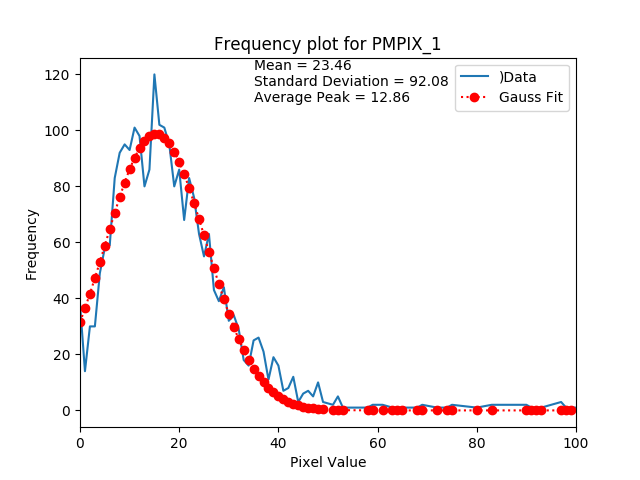 Frequency plot for PMPIX_1
Mean = 23.46
Standard Deviation = 92.08
Average Peak = 12.86
)Data
Gauss Fit
Frequency
120
100
80
60
40
20
0
0 20 40 60 80 100
Pixel Value